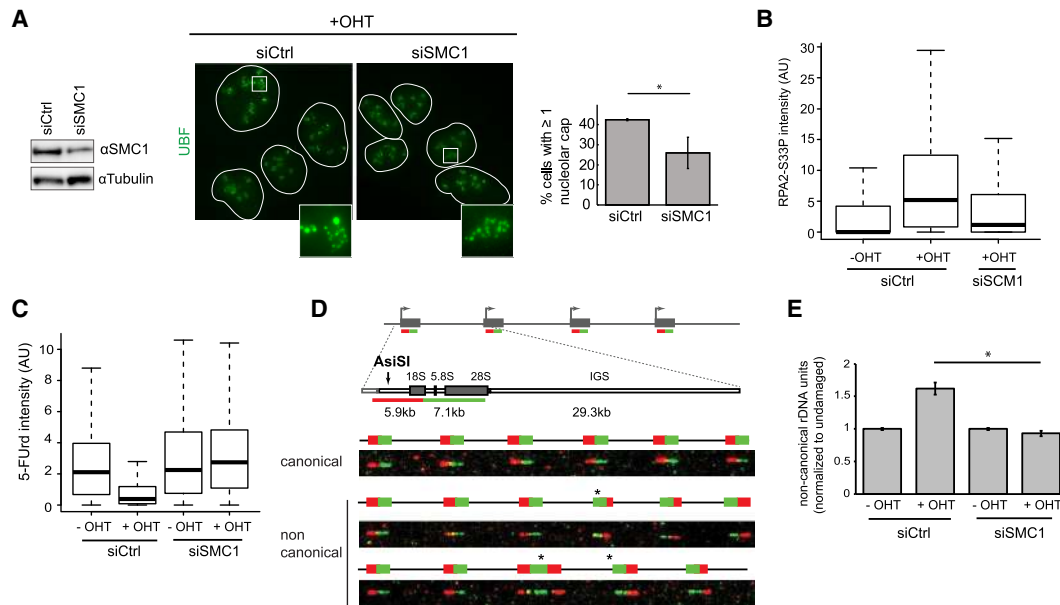 A
+OHT
siCtrl
siSMC1
siCtrl
siSMC1
αSMC1
αTubulin
UBF
% cells with ≥ 1
nucleolar cap
40
30
20
10
0
*
siCtrl
siSMC1
B
RPA2-S33P intensity (AU)
30
25
20
15
10
5
0
-OHT
+OHT
+OHT
siCtrl
siSCM1
C
5-FUrd intensity (AU)
10
8
6
4
2
0
- OHT
+ OHT
- OHT
+ OHT
siCtrl
siSMC1
D
AsiSI
18S
5.8S
28S
IGS
5.9kb
7.1kb
29.3kb
canonical
*
non
canonical
*
*
E
non-canonical rDNA units
(normalized to undamaged)
2
1.5
1
0.5
0
*
- OHT
+ OHT
- OHT
+ OHT
siCtrl
siSMC1